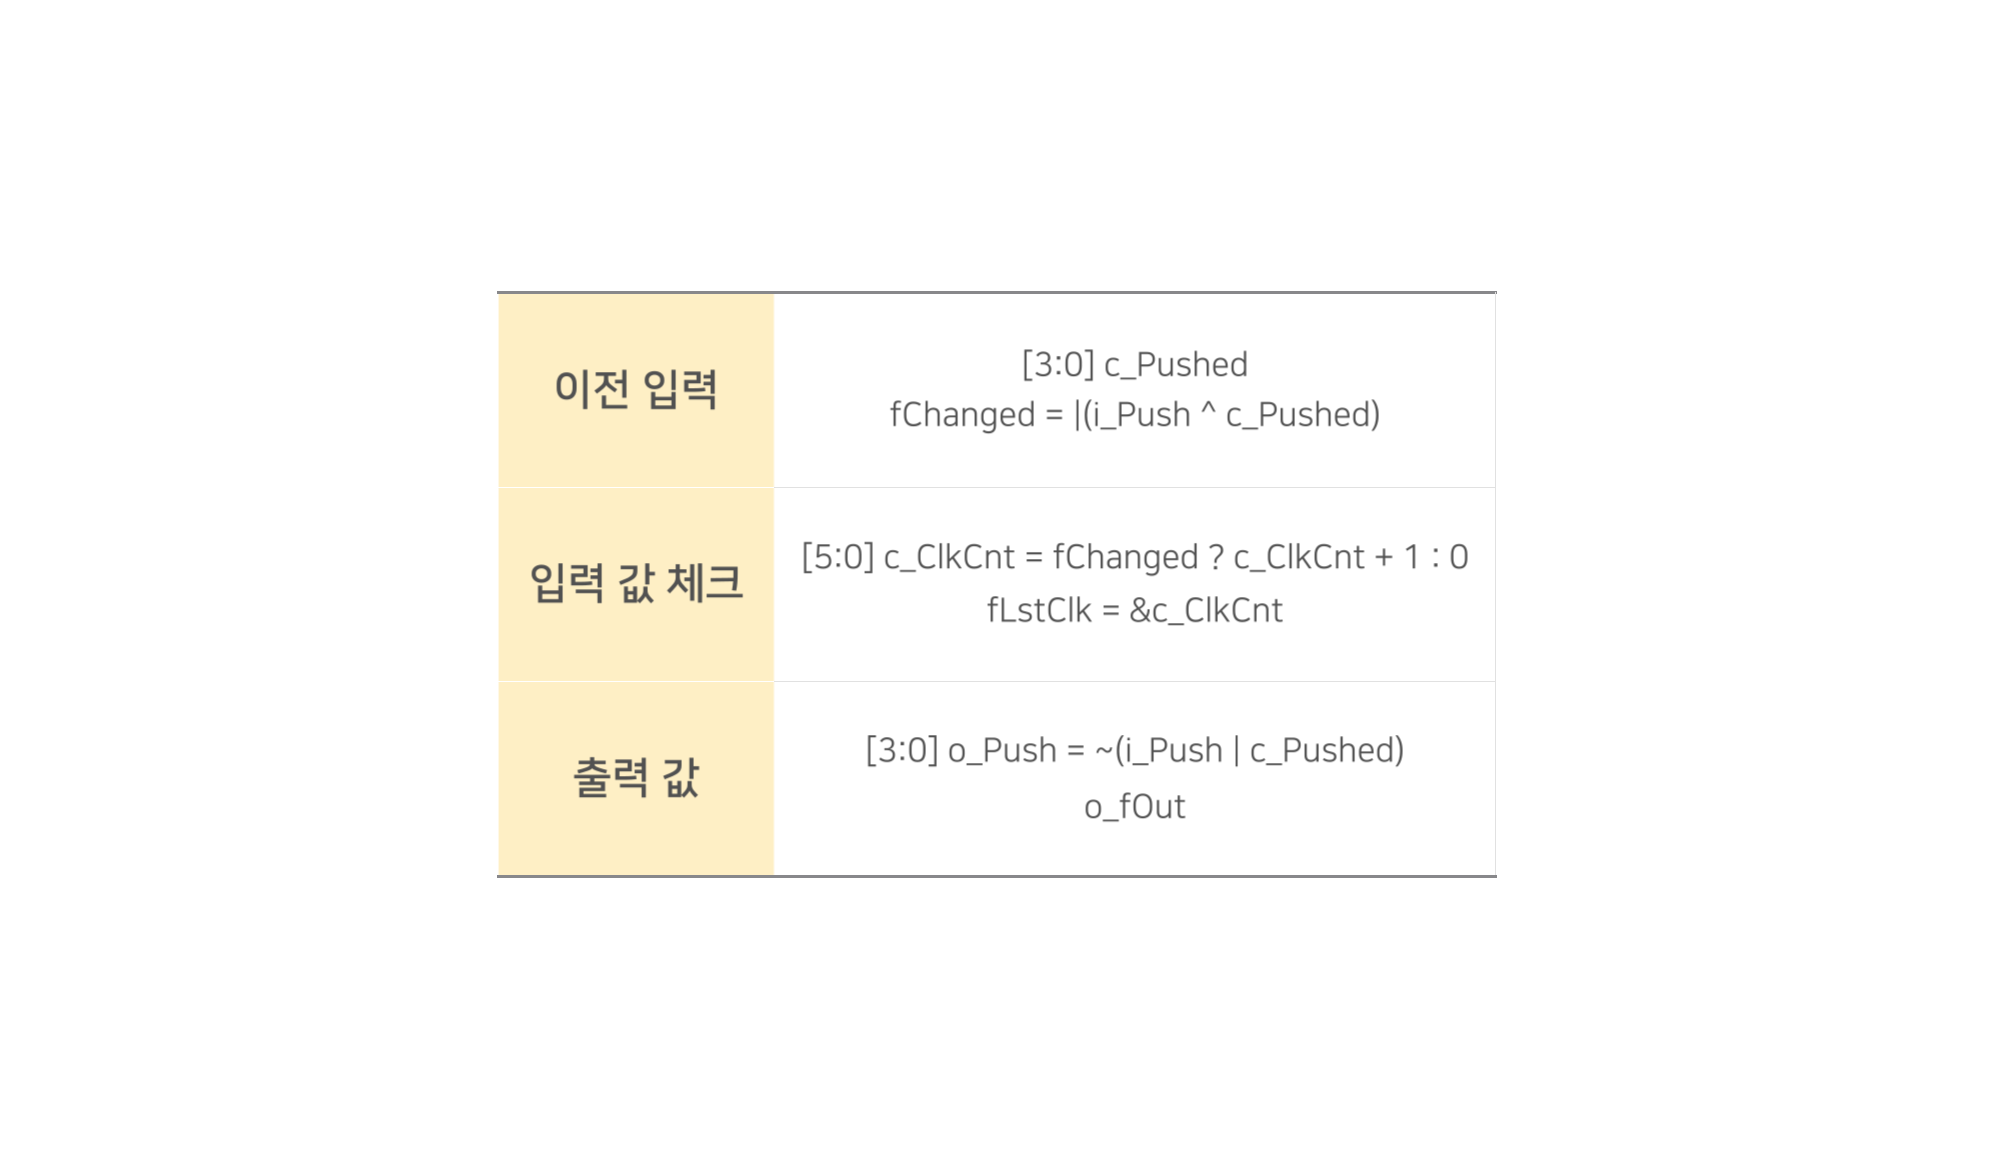 이전 입력
[3:0] c_Pushed
fChanged = |(i_Push ^ c_Pushed)
입력 값 체크
[5:0] c_ClkCnt = fChanged ? c_ClkCnt + 1 : 0
fLstClk = &c_ClkCnt
출력 값
[3:0] o_Push = ~(i_Push | c_Pushed)
o_fOut